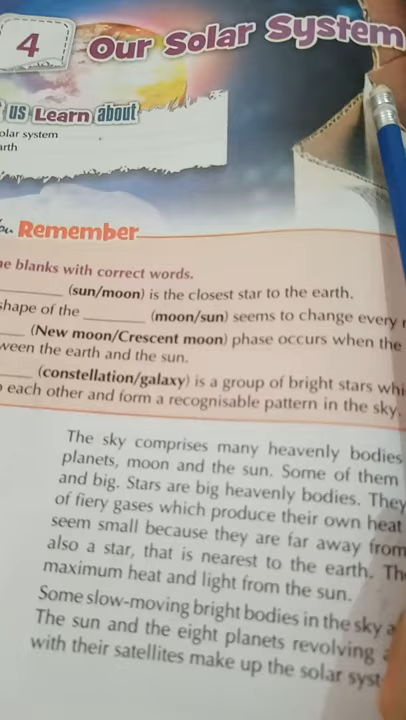 4
Our Solar System
us Learn about
olar system
arth
Remember
e blanks with correct words.
(sun/moon) is the closest star to the earth.
shape of the ________ (moon/sun) seems to change every
(New moon/Crescent moon) phase occurs when the
ween the earth and the sun.
(constellation/galaxy) is a group of bright stars whi
each other and form a recognisable pattern in the sky.
The sky comprises many heavenly bodies
planets, moon and the sun. Some of them
and big. Stars are big heavenly bodies. They
of fiery gases which produce their own heat
seem small because they are far away from
also a star, that is nearest to the earth. Th
maximum heat and light from the sun.
Some slow-moving bright bodies in the sky a
The sun and the eight planets revolving
with their satellites make up the solar syst